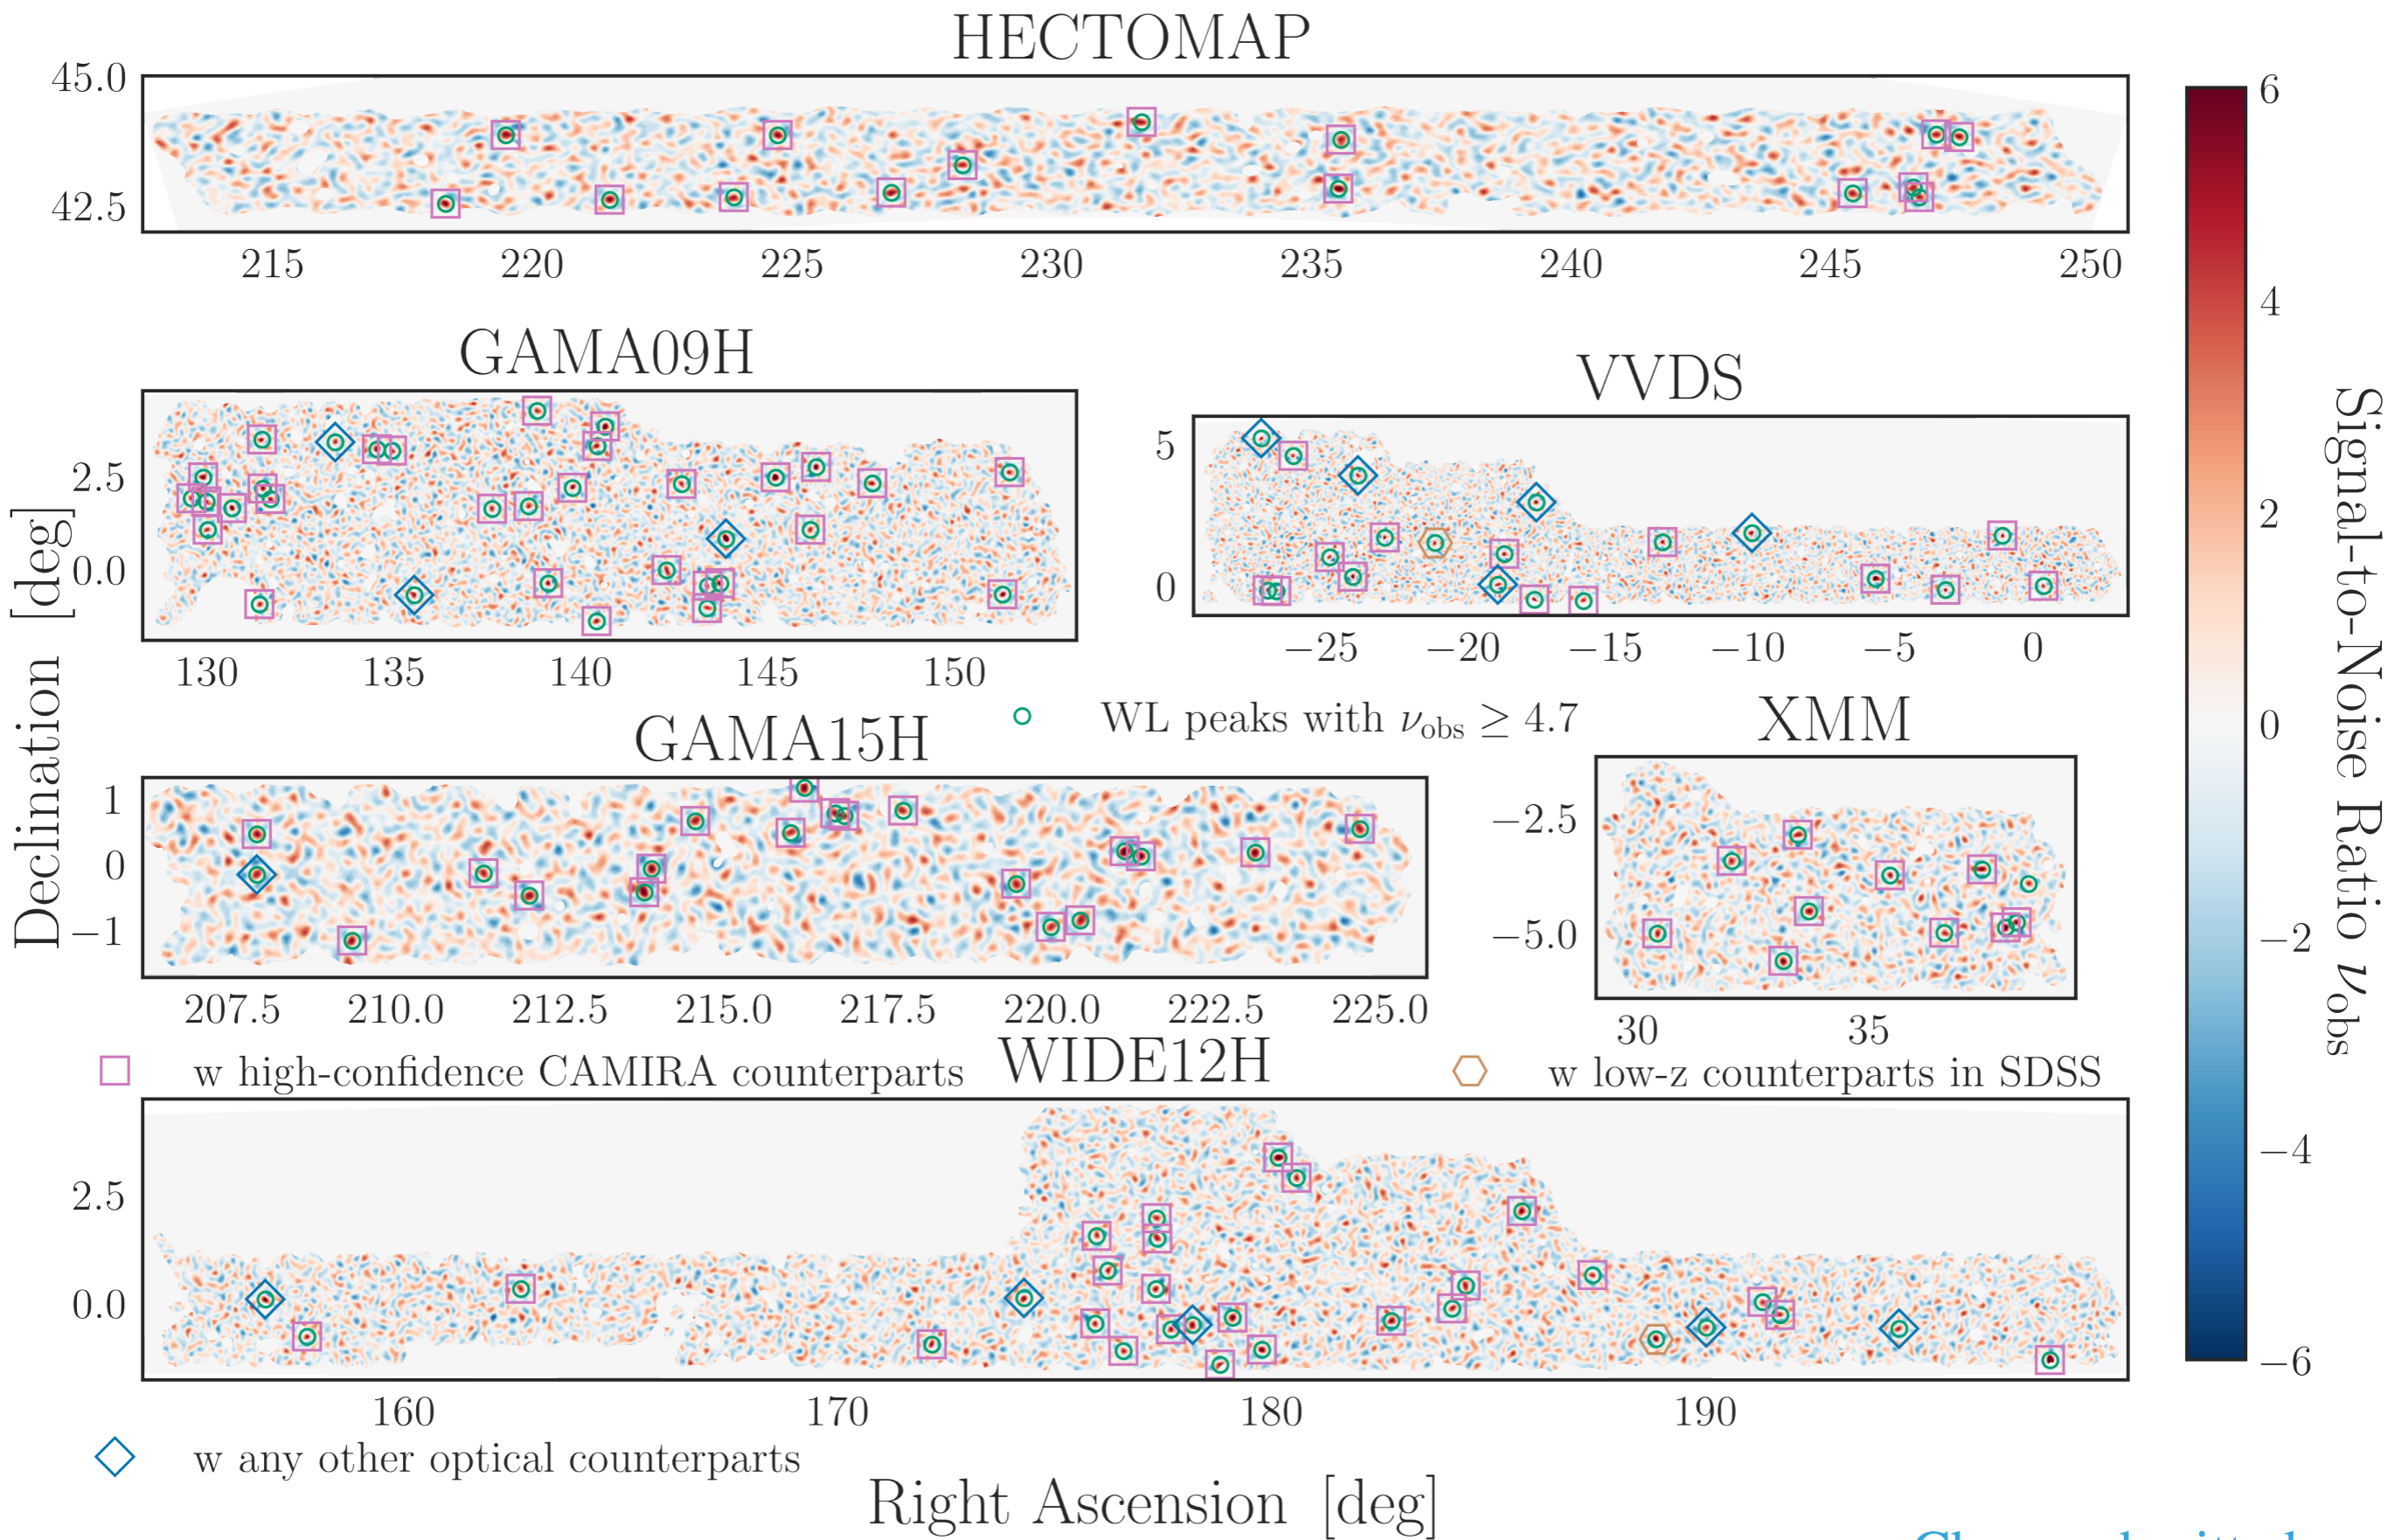 HECTOMAP
45.0
42.5
215 220 225 230 235 240 245 250
GAMA09H
2.5
0.0
130 135 140 145 150
VVDS
5
0
−25 −20 −15 −10 −5 0
WL peaks with νobs ≥ 4.7
GAMA15H
1
0
−1
207.5 210.0 212.5 215.0 217.5 220.0 222.5 225.0
XMM
−2.5
−5.0
30 35
w high-confidence CAMIRA counterparts
WIDE12H
w low-z counterparts in SDSS
2.5
0.0
160 170 180 190
w any other optical counterparts
Right Ascension [deg]
Declination [deg]
6
4
2
0
−2
−4
−6
Signal-to-Noise Ratio νobs